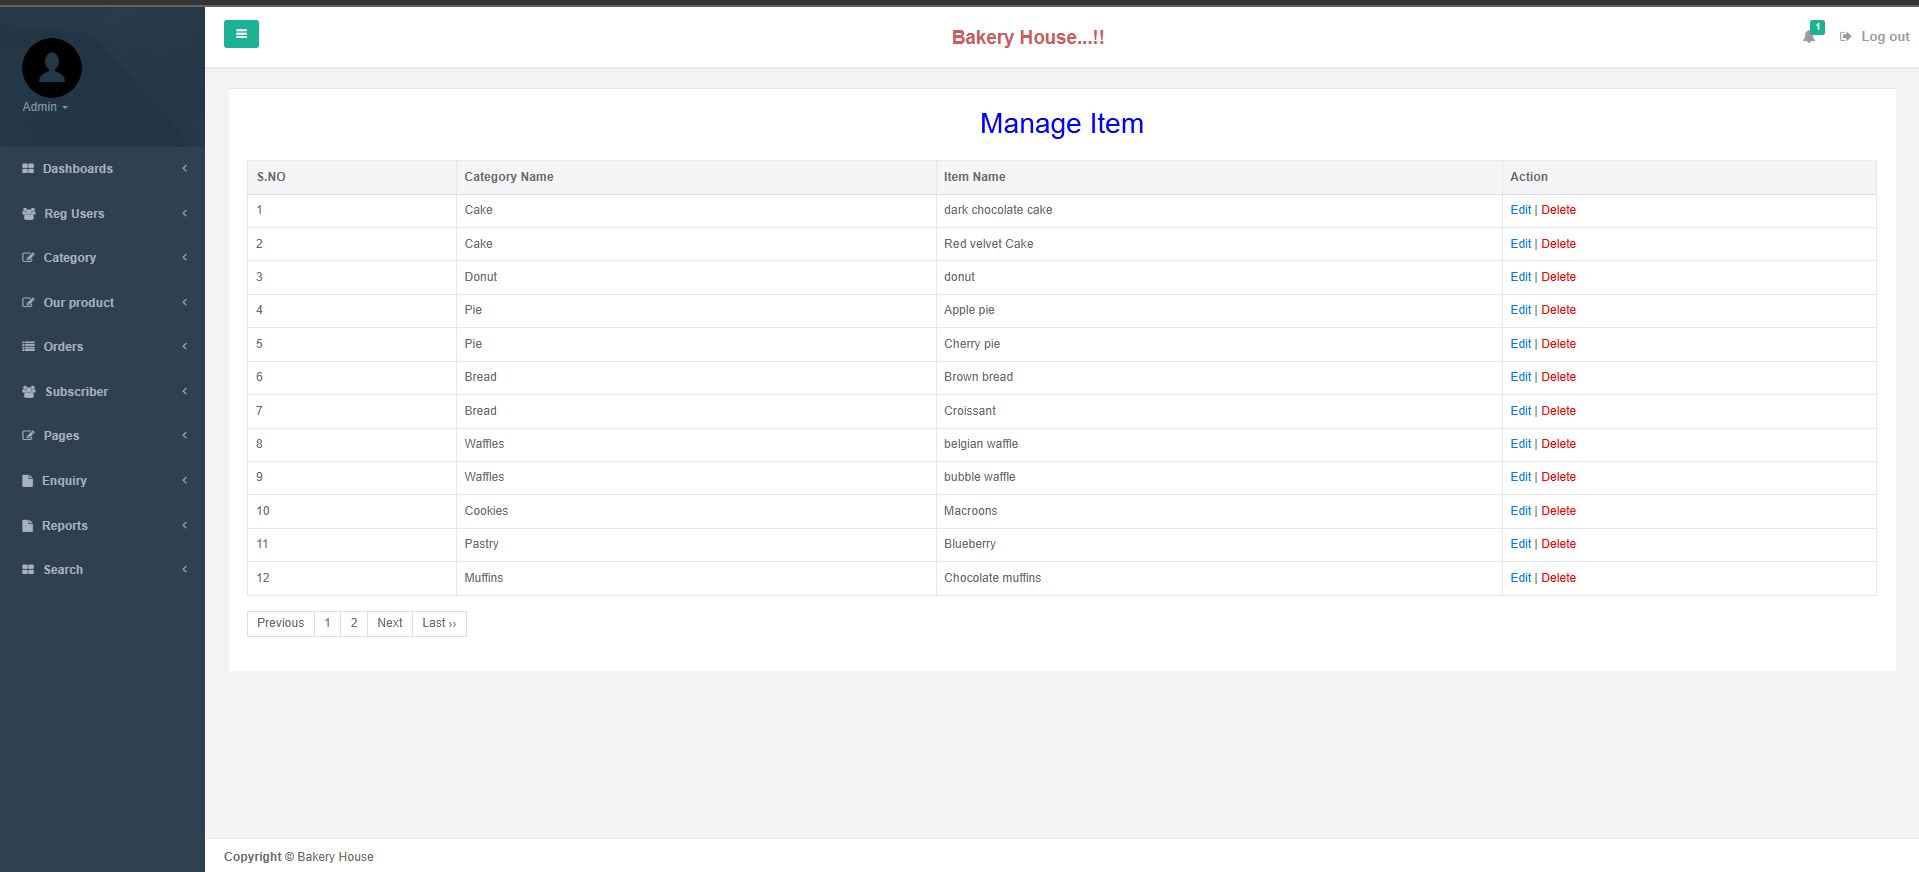 Bakery House...!!
1
Log out
Admin
Dashboards
Reg Users
Category
Our product
Orders
Subscriber
Pages
Enquiry
Reports
Search
Manage Item
S.NO Category Name Item Name Action
1 Cake dark chocolate cake Edit | Delete
2 Cake Red velvet Cake Edit | Delete
3 Donut donut Edit | Delete
4 Pie Apple pie Edit | Delete
5 Pie Cherry pie Edit | Delete
6 Bread Brown bread Edit | Delete
7 Bread Croissant Edit | Delete
8 Waffles belgian waffle Edit | Delete
9 Waffles bubble waffle Edit | Delete
10 Cookies Macroons Edit | Delete
11 Pastry Blueberry Edit | Delete
12 Muffins Chocolate muffins Edit | Delete
Previous 1 2 Next Last ››
Copyright © Bakery House